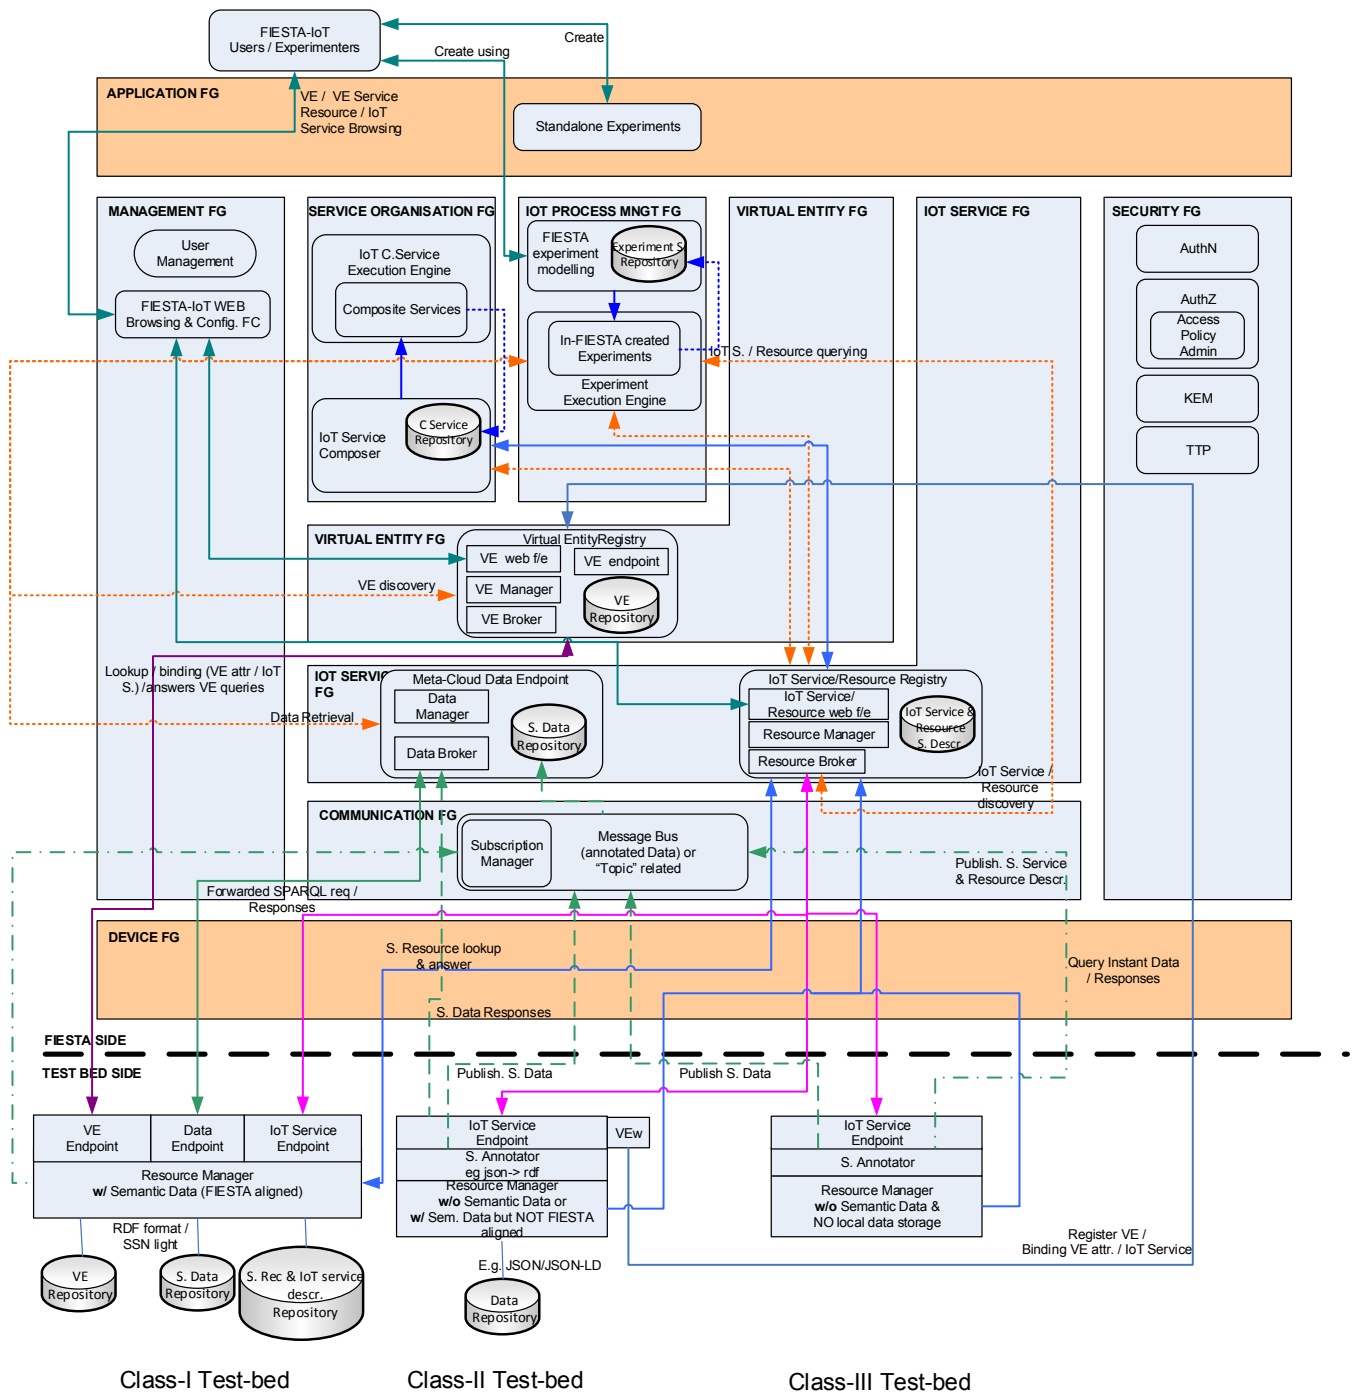 FIESTA-IoT
Users / Experimenters
Create
Create using
APPLICATION FG
VE / VE Service
Resource / IoT
Service Browsing
Standalone Experiments
MANAGEMENT FG
User
Management
FIESTA-IoT WEB
Browsing & Config. FC
SERVICE ORGANISATION FG
IoT C.Service
Execution Engine
Composite Services
IoT Service
Composer
C Service
Repository
IOT PROCESS MNGT FG
FIESTA
experiment
modelling
Experiment S.
Repository
In-FIESTA created
Experiments
Experiment
Execution Engine
IoT S. / Resource querying
VIRTUAL ENTITY FG
IOT SERVICE FG
SECURITY FG
AuthN
AuthZ
Access
Policy
Admin
KEM
TTP
VIRTUAL ENTITY FG
Virtual EntityRegistry
VE web f/e
VE endpoint
VE Manager
VE Broker
VE
Repository
VE discovery
Lookup / binding (VE attr / IoT
S.) /answers VE queries
IOT SERVICE
FG
Meta-Cloud Data Endpoint
Data
Manager
Data Broker
S. Data
Repository
Data Retrieval
IoT Service/Resource Registry
IoT Service/
Resource web f/e
Resource Manager
Resource Broker
IoT Service &
Resource
S. Descr.
IoT Service /
Resource
discovery
COMMUNICATION FG
Subscription
Manager
Message Bus
(annotated Data) or
“Topic” related
Publish. S. Service
& Resource Descr.
Forwarded SPARQL req /
Responses
DEVICE FG
S. Resource lookup
& answer
Query Instant Data
/ Responses
S. Data Responses
FIESTA SIDE
TEST BED SIDE
Publish. S. Data
Publish S. Data
VE
Endpoint
Data
Endpoint
IoT Service
Endpoint
Resource Manager
w/ Semantic Data (FIESTA aligned)
RDF format /
SSN light
VE
Repository
S. Data
Repository
S. Rec & IoT service
descr.
Repository
IoT Service
Endpoint
VEw
S. Annotator
eg json-> rdf
Resource Manager
w/o Semantic Data or
w/ Sem. Data but NOT FIESTA
aligned
E.g. JSON/JSON-LD
Data
Repository
IoT Service
Endpoint
S. Annotator
Resource Manager
w/o Semantic Data &
NO local data storage
Register VE /
Binding VE attr. / IoT Service
Class-I Test-bed
Class-II Test-bed
Class-III Test-bed